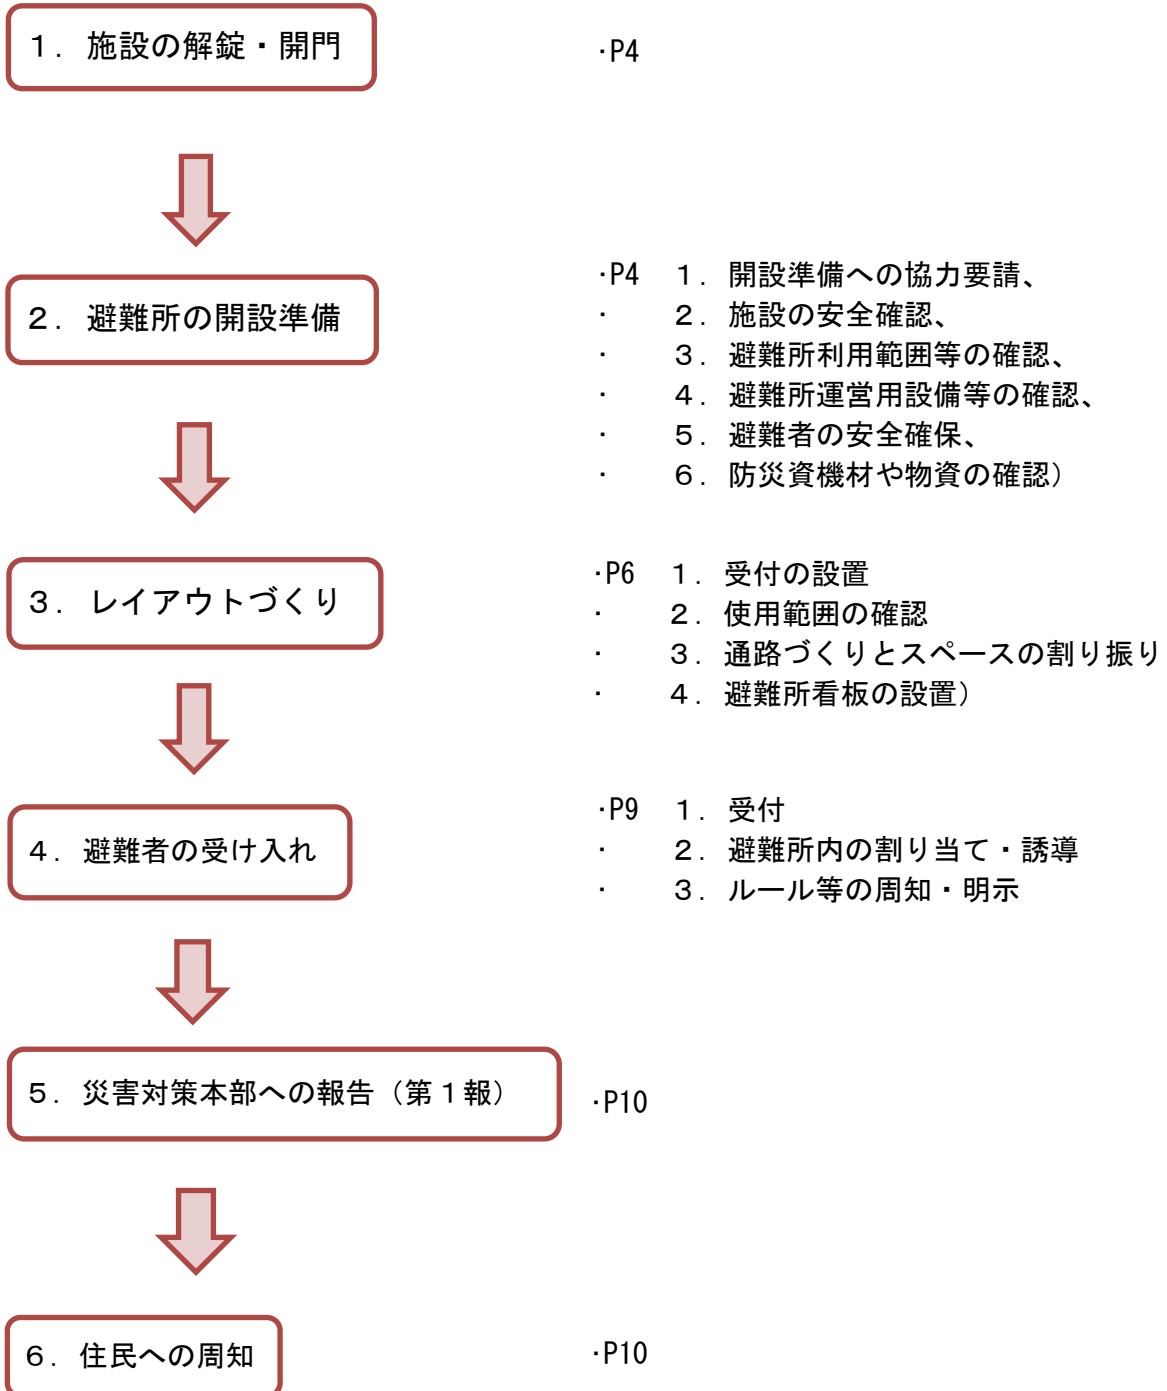 １．施設の解錠・開門
・P4
２．避難所の開設準備
・P4　１．開設準備への協力要請、
・　２．施設の安全確認、
・　３．避難所利用範囲等の確認、
・　４．避難所運営用設備等の確認、
・　５．避難者の安全確保、
・　６．防災資機材や物資の確認）
３．レイアウトづくり
・P6　１．受付の設置
・　２．使用範囲の確認
・　３．通路づくりとスペースの割り振り
・　４．避難所看板の設置）
４．避難者の受け入れ
・P9　１．受付
・　２．避難所内の割り当て・誘導
・　３．ルール等の周知・明示
５．災害対策本部への報告（第１報）
・P10
６．住民への周知
・P10